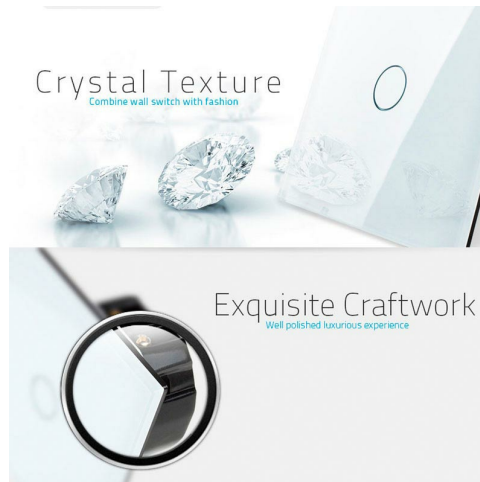 Crystal Texture
Combine wall switch with fashion
Exquisite Craftwork
Well polished luxurious experience